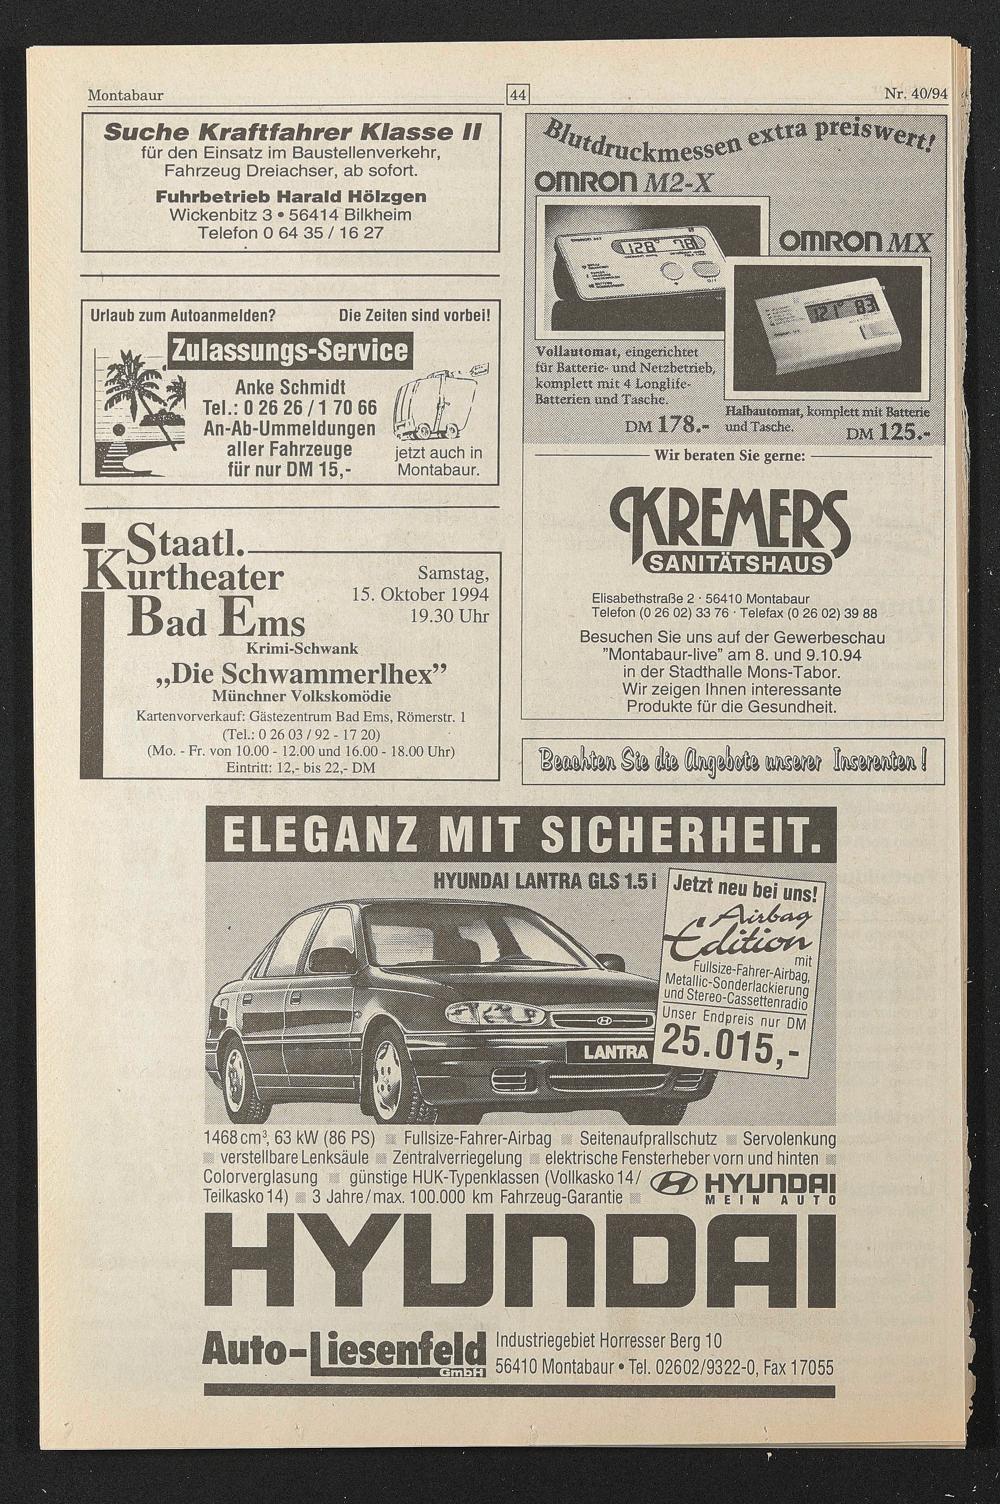 Montabaur
44
Nr. 40/94
Suche Kraftfahrer Klasse II
für den Einsatz im Baustellenverkehr,
Fahrzeug Dreiachser, ab sofort.
Fuhrbetrieb Harald Hölzgen
Wickenbitz 3 • 56414 Bilkheim
Telefon 0 64 35 / 16 27
Urlaub zum Autoanmelden? Die Zeiten sind vorbei!
Zulassungs-Service
Anke Schmidt
Tel.: 0 26 26 / 1 70 66
An-Ab-Ummeldungen
aller Fahrzeuge
für nur DM 15,-
jetzt auch in
Montabaur.
Staatl.
Kurtheater
Bad Ems
Samstag,
15. Oktober 1994
19.30 Uhr
Krimi-Schwank
„Die Schwammerlhex”
Münchner Volkskomödie
Kartenvorverkauf: Gästezentrum Bad Ems, Römerstr. 1
(Tel.: 0 26 03 / 92 - 17 20)
(Mo. - Fr. von 10.00 - 12.00 und 16.00 - 18.00 Uhr)
Eintritt: 12,- bis 22,- DM
Blutdruckmessen extra preiswert!
OMRON M2-X
128 78
OMRON MX
121 83
Vollautomat, eingerichtet
für Batterie- und Netzbetrieb,
komplett mit 4 Longlife-
Batterien und Tasche.
DM 178.-
Halbautomat, komplett mit Batterie
und Tasche.
DM 125.-
Wir beraten Sie gerne:
KREMERS
SANITÄTSHAUS
Elisabethstraße 2 · 56410 Montabaur
Telefon (0 26 02) 33 76 · Telefax (0 26 02) 39 88
Besuchen Sie uns auf der Gewerbeschau
"Montabaur-live" am 8. und 9.10.94
in der Stadthalle Mons-Tabor.
Wir zeigen Ihnen interessante
Produkte für die Gesundheit.
Beachten Sie die Angebote unserer Inserenten!
ELEGANZ MIT SICHERHEIT.
HYUNDAI LANTRA GLS 1.5 i
Jetzt neu bei uns!
Airbag
Edition
mit
Fullsize-Fahrer-Airbag,
Metallic-Sonderlackierung
und Stereo-Cassettenradio
Unser Endpreis nur DM
25.015,-
LANTRA
1468 cm³, 63 kW (86 PS) ▪ Fullsize-Fahrer-Airbag ▪ Seitenaufprallschutz ▪ Servolenkung
▪ verstellbare Lenksäule ▪ Zentralverriegelung ▪ elektrische Fensterheber vorn und hinten ▪
Colorverglasung ▪ günstige HUK-Typenklassen (Vollkasko 14/
Teilkasko 14) ▪ 3 Jahre/max. 100.000 km Fahrzeug-Garantie ▪
HYUNDAI
MEIN AUTO
HYUNDAI
Auto-Liesenfeld
GmbH
Industriegebiet Horresser Berg 10
56410 Montabaur • Tel. 02602/9322-0, Fax 17055